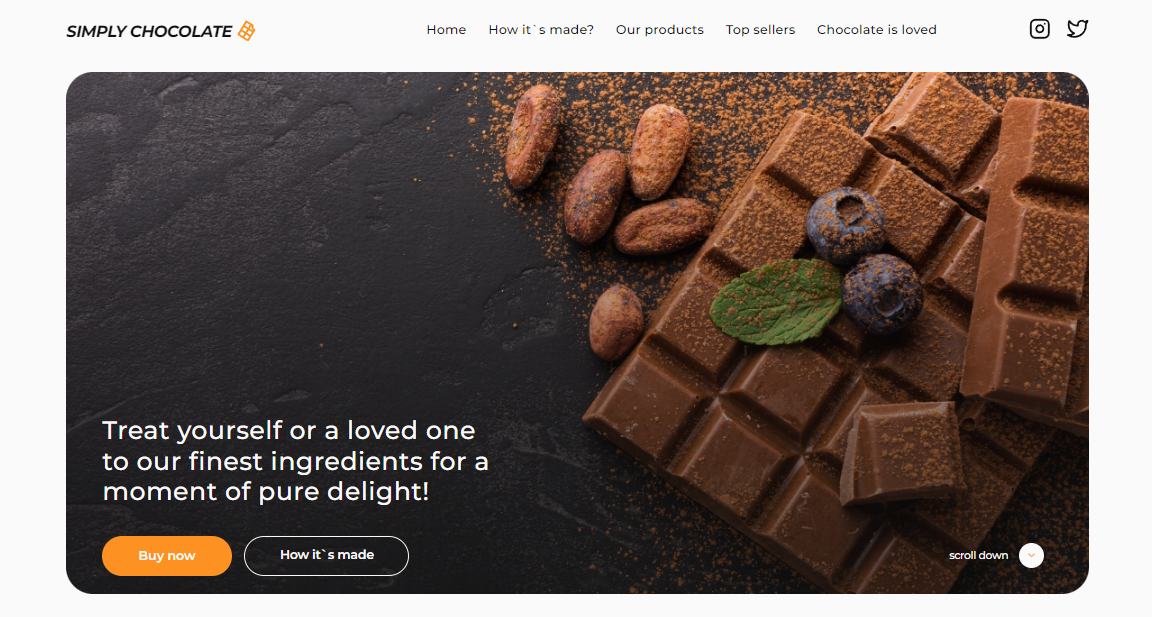 SIMPLY CHOCOLATE
Home How it`s made? Our products Top sellers Chocolate is loved
Treat yourself or a loved one
to our finest ingredients for a
moment of pure delight!
Buy now How it`s made scroll down